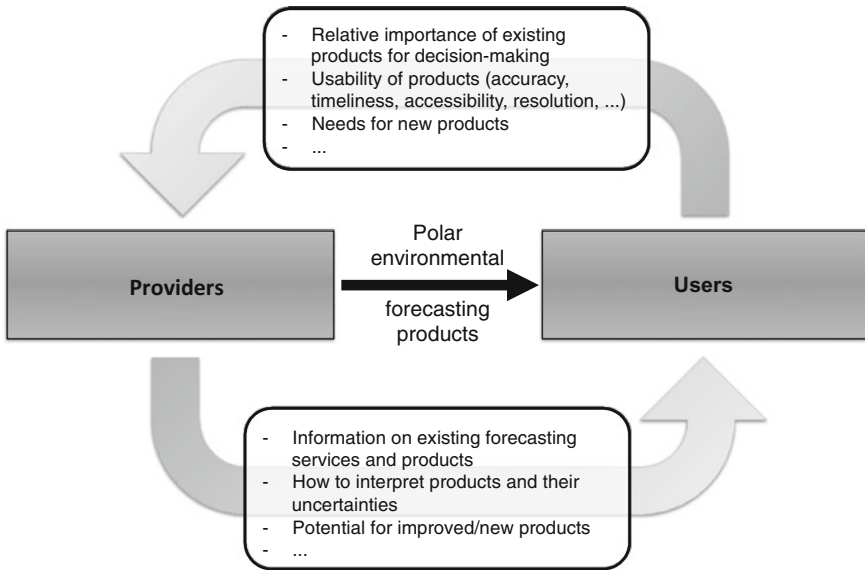 - Relative importance of existing
products for decision-making
- Usability of products (accuracy,
timeliness, accessibility, resolution, ...)
- Needs for new products
- ...
Providers
Polar
environmental
forecasting
products
Users
- Information on existing forecasting
services and products
- How to interpret products and their
uncertainties
- Potential for improved/new products
- ...